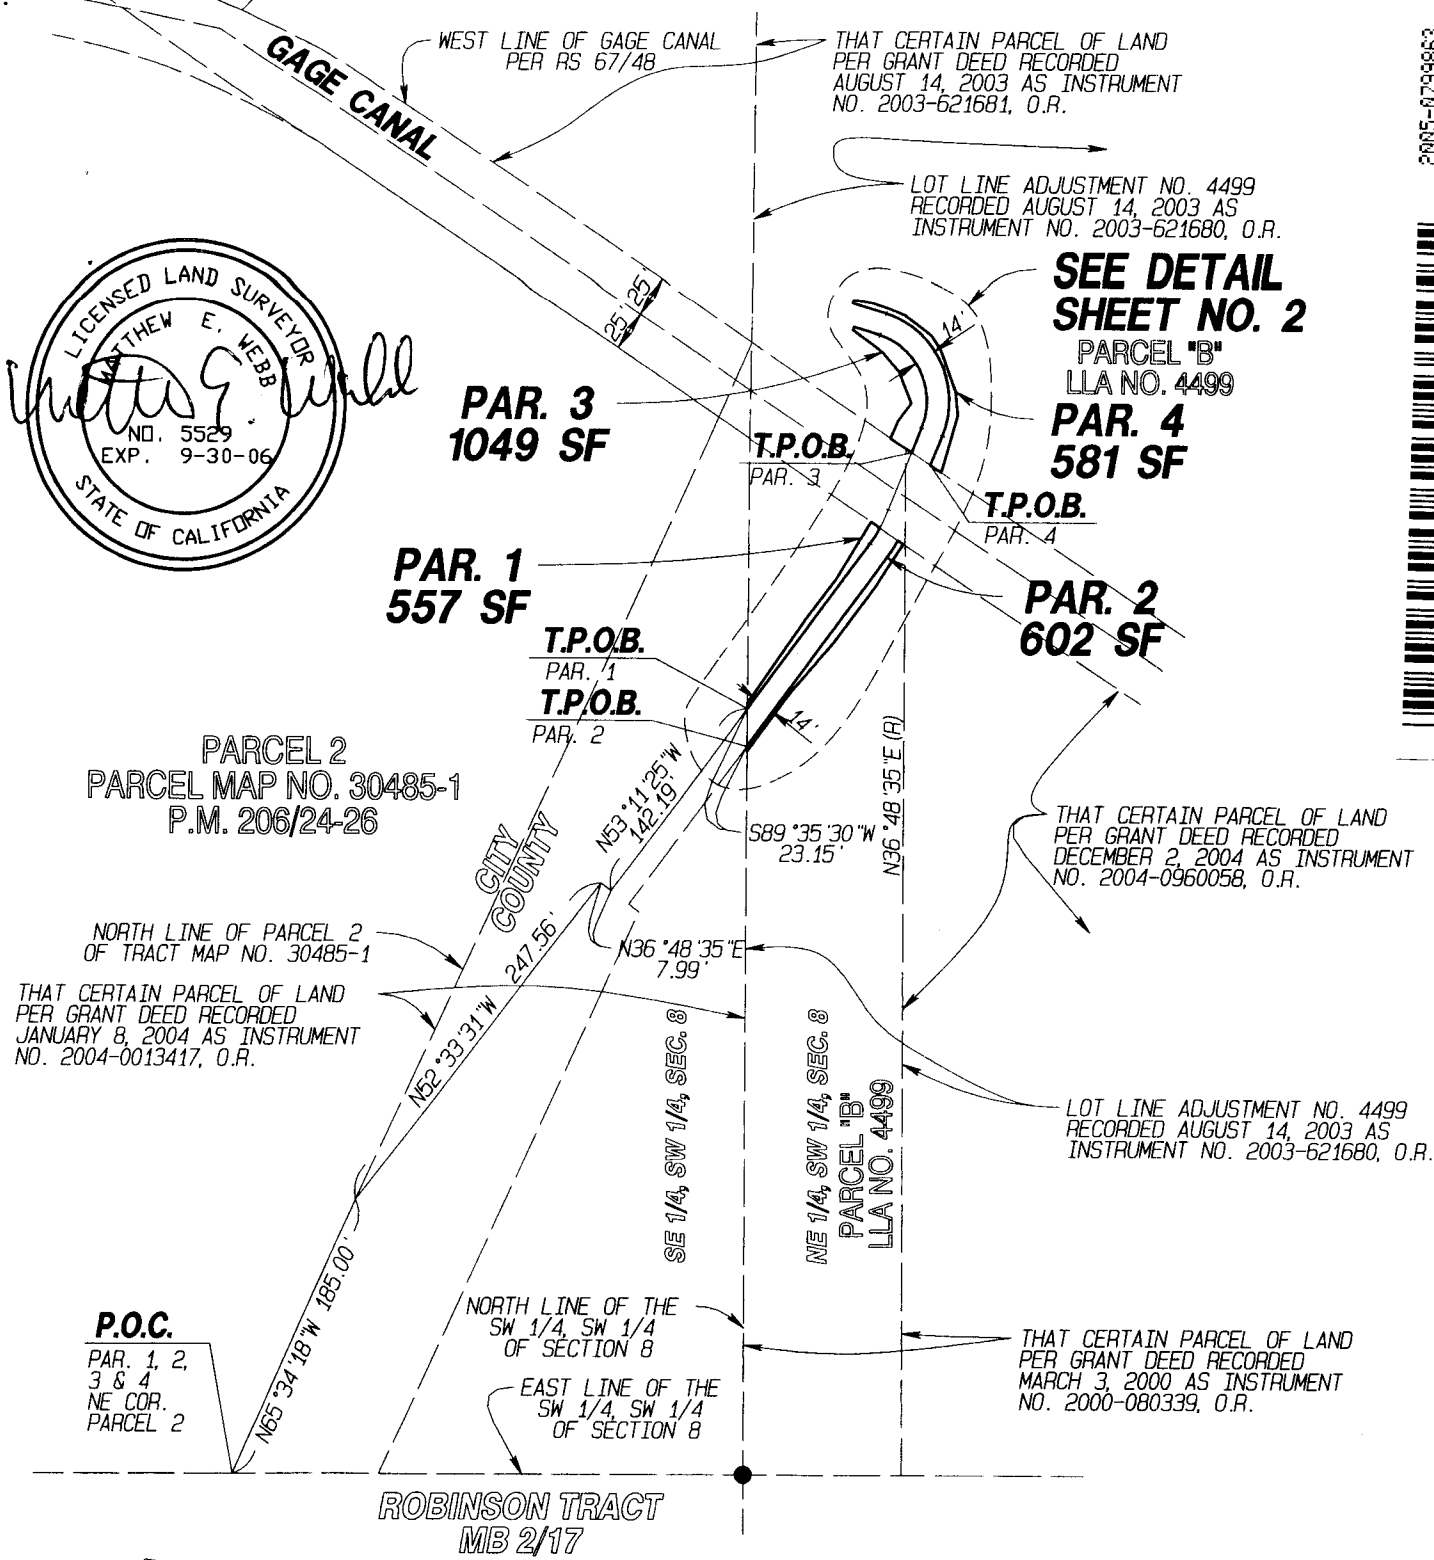 WEST LINE OF GAGE CANAL
PER RS 67/48
THAT CERTAIN PARCEL OF LAND
PER GRANT DEED RECORDED
AUGUST 14, 2003 AS INSTRUMENT
NO. 2003-621681, O.R.
GAGE CANAL
LOT LINE ADJUSTMENT NO. 4499
RECORDED AUGUST 14, 2003 AS
INSTRUMENT NO. 2003-621680, O.R.
SEE DETAIL
SHEET NO. 2
PARCEL "B"
LLA NO. 4499
LICENSED LAND SURVEYOR
MATTHEW E. WEBB
NO. 5529
EXP. 9-30-06
STATE OF CALIFORNIA
25' 25'
14'
PAR. 3
1049 SF
PAR. 4
581 SF
T.P.O.B.
PAR. 3
T.P.O.B.
PAR. 4
PAR. 1
557 SF
PAR. 2
602 SF
T.P.O.B.
PAR. 1
T.P.O.B.
PAR. 2
14'
PARCEL 2
PARCEL MAP NO. 30485-1
P.M. 206/24-26
N53°11'25"W
142.19'
S89°35'30"W
23.15'
N36°48'35"E (R)
THAT CERTAIN PARCEL OF LAND
PER GRANT DEED RECORDED
DECEMBER 2, 2004 AS INSTRUMENT
NO. 2004-0960058, O.R.
CITY
COUNTY
NORTH LINE OF PARCEL 2
OF TRACT MAP NO. 30485-1
N36°48'35"E
7.99'
THAT CERTAIN PARCEL OF LAND
PER GRANT DEED RECORDED
JANUARY 8, 2004 AS INSTRUMENT
NO. 2004-0013417, O.R.
N52°33'31"W 247.56'
SE 1/4, SW 1/4, SEC. 8
NE 1/4, SW 1/4, SEC. 8
PARCEL "B"
LLA NO. 4499
LOT LINE ADJUSTMENT NO. 4499
RECORDED AUGUST 14, 2003 AS
INSTRUMENT NO. 2003-621680, O.R.
N65°34'18"W 185.00'
P.O.C.
PAR. 1, 2,
3 & 4
NE COR.
PARCEL 2
NORTH LINE OF THE
SW 1/4, SW 1/4
OF SECTION 8
EAST LINE OF THE
SW 1/4, SW 1/4
OF SECTION 8
THAT CERTAIN PARCEL OF LAND
PER GRANT DEED RECORDED
MARCH 3, 2000 AS INSTRUMENT
NO. 2000-080339, O.R.
ROBINSON TRACT
MB 2/17